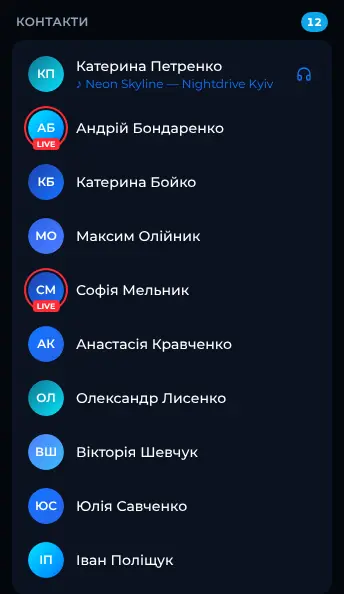 КОНТАКТИ 12
КП Катерина Петренко
♪ Neon Skyline — Nightdrive Kyiv
АБ Андрій Бондаренко
LIVE
КБ Катерина Бойко
МО Максим Олійник
СМ Софія Мельник
LIVE
АК Анастасія Кравченко
ОЛ Олександр Лисенко
ВШ Вікторія Шевчук
ЮС Юлія Савченко
ІП Іван Поліщук